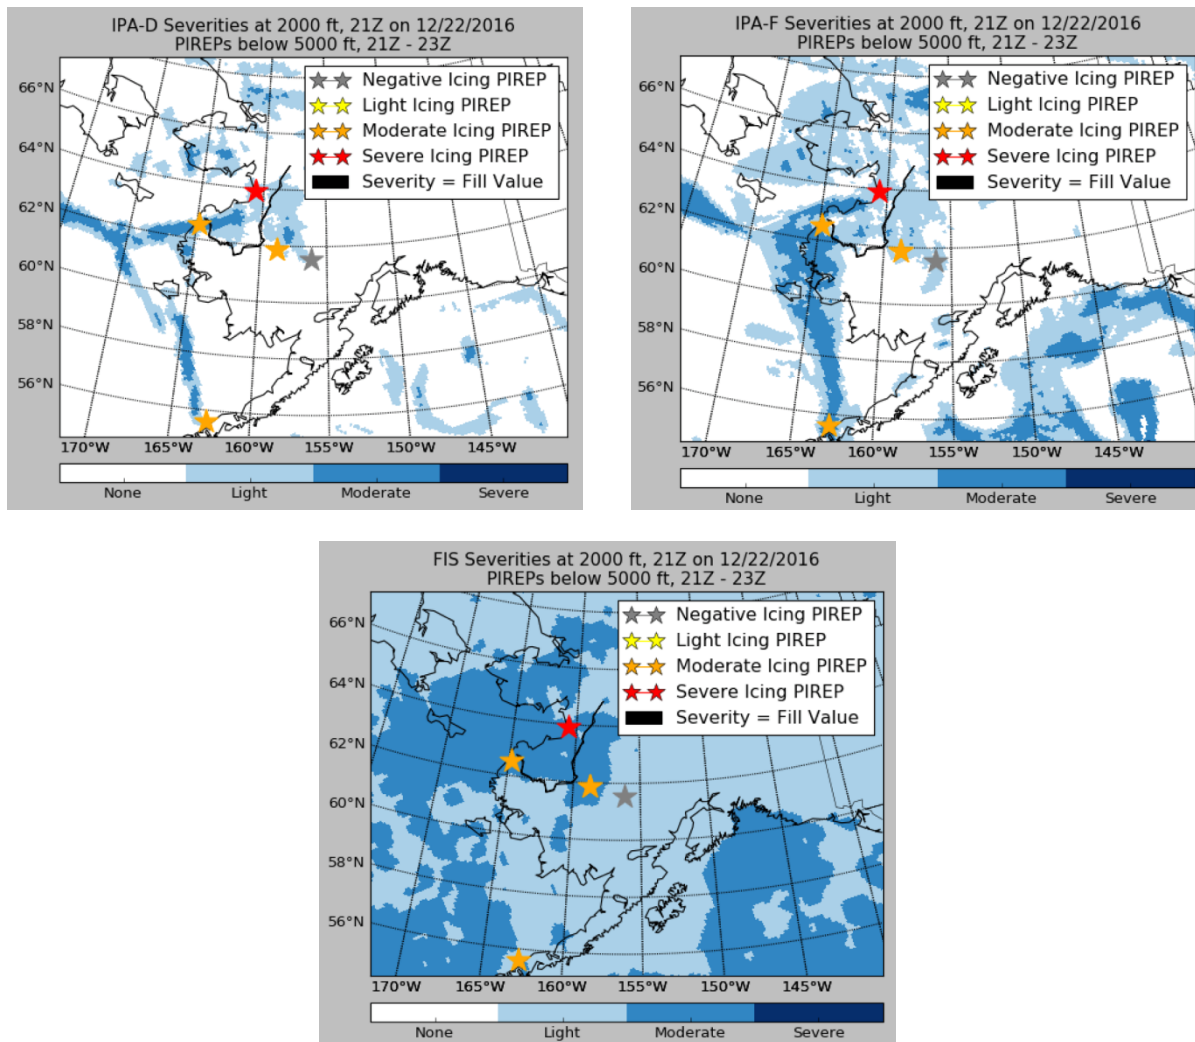 IPA-D Severities at 2000 ft, 21Z on 12/22/2016
PIREPs below 5000 ft, 21Z - 23Z
Negative Icing PIREP
Light Icing PIREP
Moderate Icing PIREP
Severe Icing PIREP
Severity = Fill Value
66°N
64°N
62°N
60°N
58°N
56°N
170°W 165°W 160°W 155°W 150°W 145°W
None Light Moderate Severe
IPA-F Severities at 2000 ft, 21Z on 12/22/2016
PIREPs below 5000 ft, 21Z - 23Z
Negative Icing PIREP
Light Icing PIREP
Moderate Icing PIREP
Severe Icing PIREP
Severity = Fill Value
66°N
64°N
62°N
60°N
58°N
56°N
170°W 165°W 160°W 155°W 150°W 145°W
None Light Moderate Severe
FIS Severities at 2000 ft, 21Z on 12/22/2016
PIREPs below 5000 ft, 21Z - 23Z
Negative Icing PIREP
Light Icing PIREP
Moderate Icing PIREP
Severe Icing PIREP
Severity = Fill Value
66°N
64°N
62°N
60°N
58°N
56°N
170°W 165°W 160°W 155°W 150°W 145°W
None Light Moderate Severe